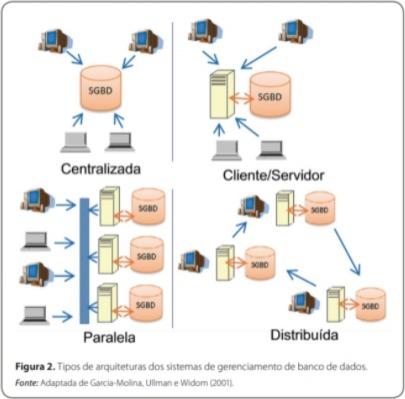 SGBD
Centralizada
SGBD
Cliente/Servidor
SGBD
SGBD
SGBD
Paralela
SGBD
SGBD
SGBD
Distribuída
Figura 2. Tipos de arquiteturas dos sistemas de gerenciamento de banco de dados.
Fonte: Adaptada de Garcia-Molina, Ullman e Widom (2001).